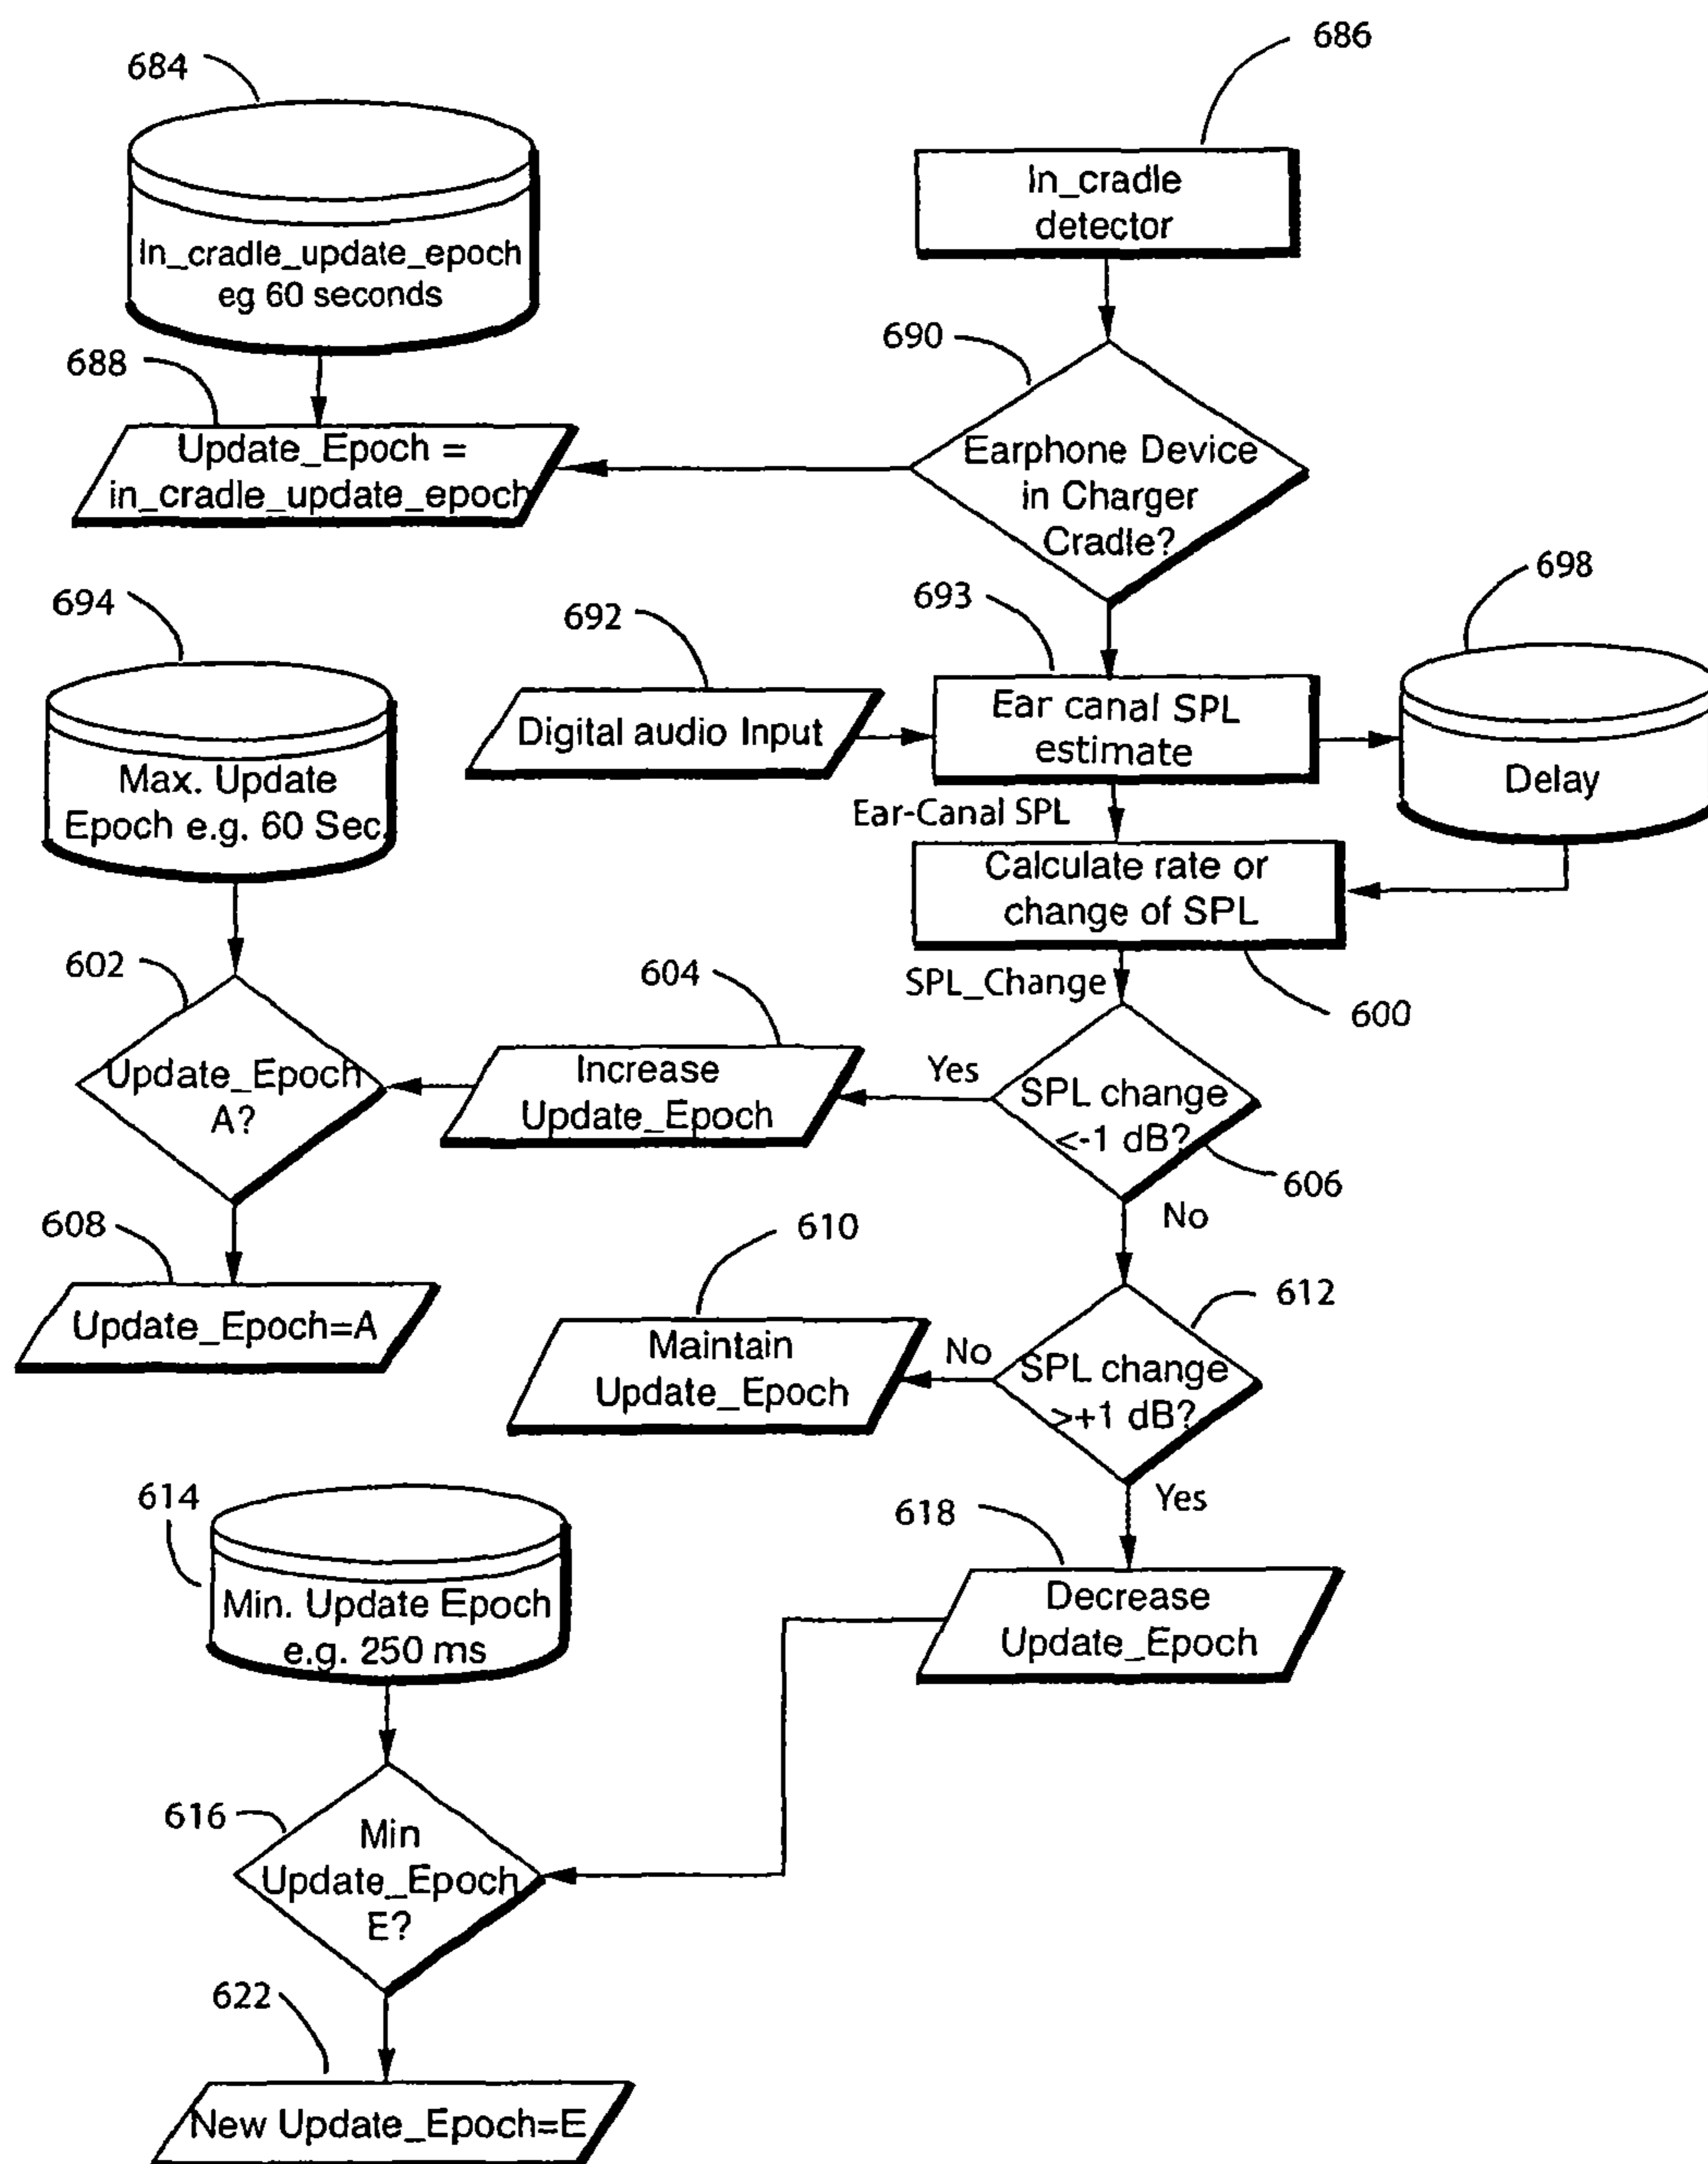 684
686
In_cradle_update_epoch
eg 60 seconds
In_cradle
detector
688
Update_Epoch =
in_cradle_update_epoch
690
Earphone Device
in Charger
Cradle?
694
Max. Update
Epoch e.g. 60 Sec.
692
Digital audio Input
693
Ear canal SPL
estimate
698
Delay
Ear-Canal SPL
Calculate rate or
change of SPL
600
SPL_Change
602
Update_Epoch
A?
604
Increase
Update_Epoch
Yes
SPL change
<-1 dB?
606
No
608
Update_Epoch=A
610
Maintain
Update_Epoch
No
612
SPL change
>+1 dB?
Yes
614
Min. Update Epoch
e.g. 250 ms
618
Decrease
Update_Epoch
616
Min
Update_Epoch
E?
622
New Update_Epoch=E